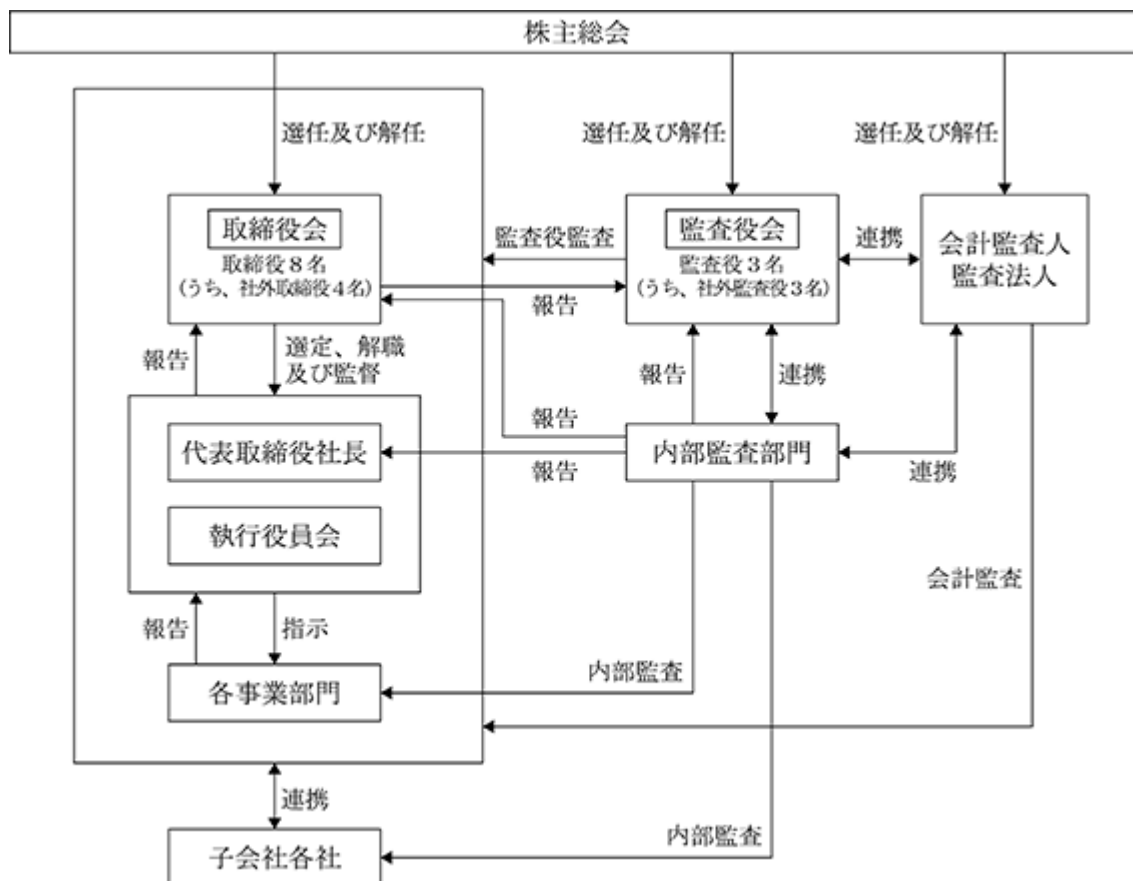 株主総会
選任及び解任
選任及び解任
選任及び解任
取締役会
取締役8名
(うち、社外取締役4名)
監査役監査
報告
監査役会
監査役3名
(うち、社外監査役3名)
連携
会計監査人
監査法人
報告
選定、解職
及び監督
報告
連携
報告
代表取締役社長
報告
内部監査部門
連携
執行役員会
会計監査
報告
指示
内部監査
各事業部門
連携
内部監査
子会社各社